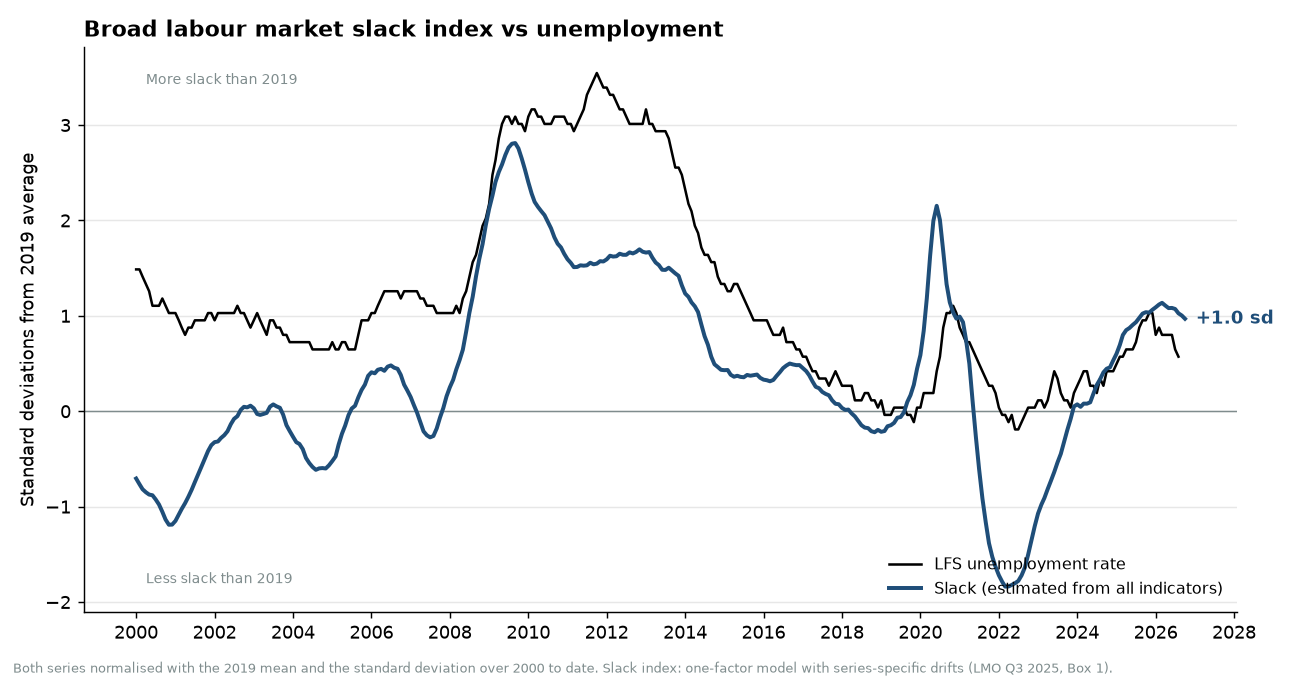 Broad labour market slack index vs unemployment
More slack than 2019
Standard deviations from 2019 average
3
2
1
0
−1
−2
+1.0 sd
Less slack than 2019
LFS unemployment rate
Slack (estimated from all indicators)
2000 2002 2004 2006 2008 2010 2012 2014 2016 2018 2020 2022 2024 2026 2028
Both series normalised with the 2019 mean and the standard deviation over 2000 to date. Slack index: one-factor model with series-specific drifts (LMO Q3 2025, Box 1).